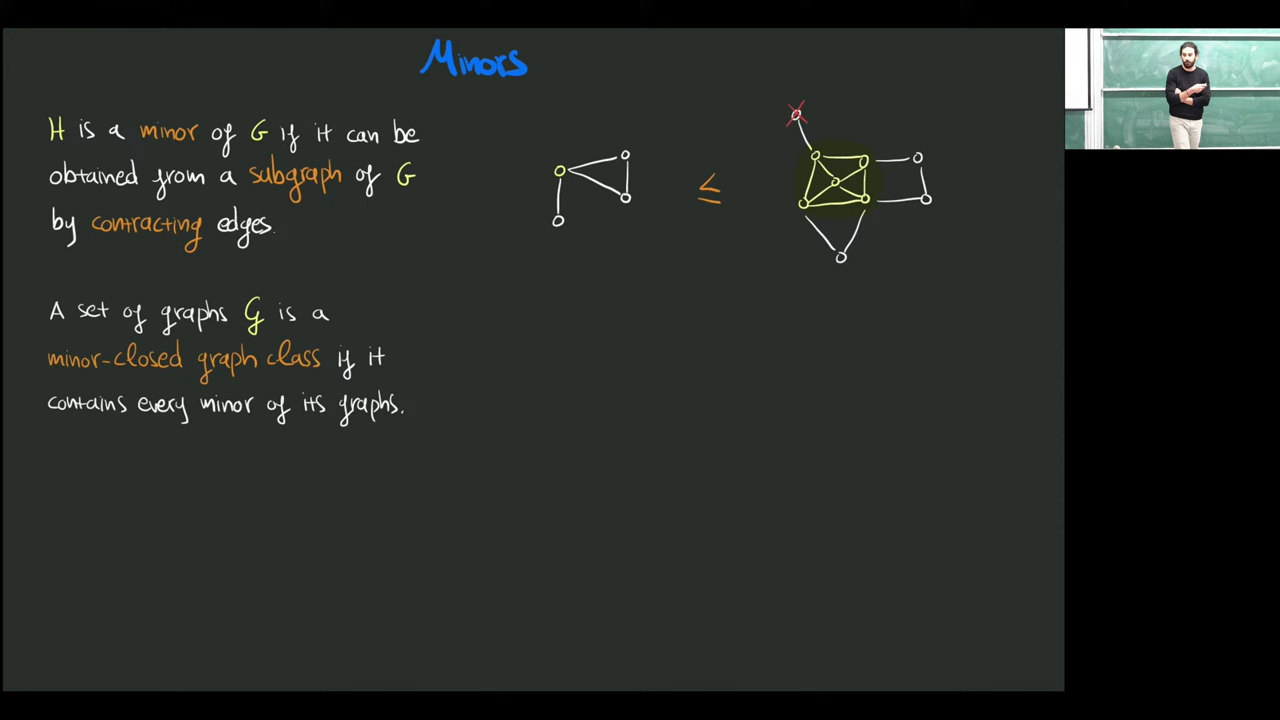 Minors
H is a minor of G if it can be
obtained from a subgraph of G
by contracting edges.
≤
A set of graphs G is a
minor-closed graph class if it
contains every minor of its graphs.